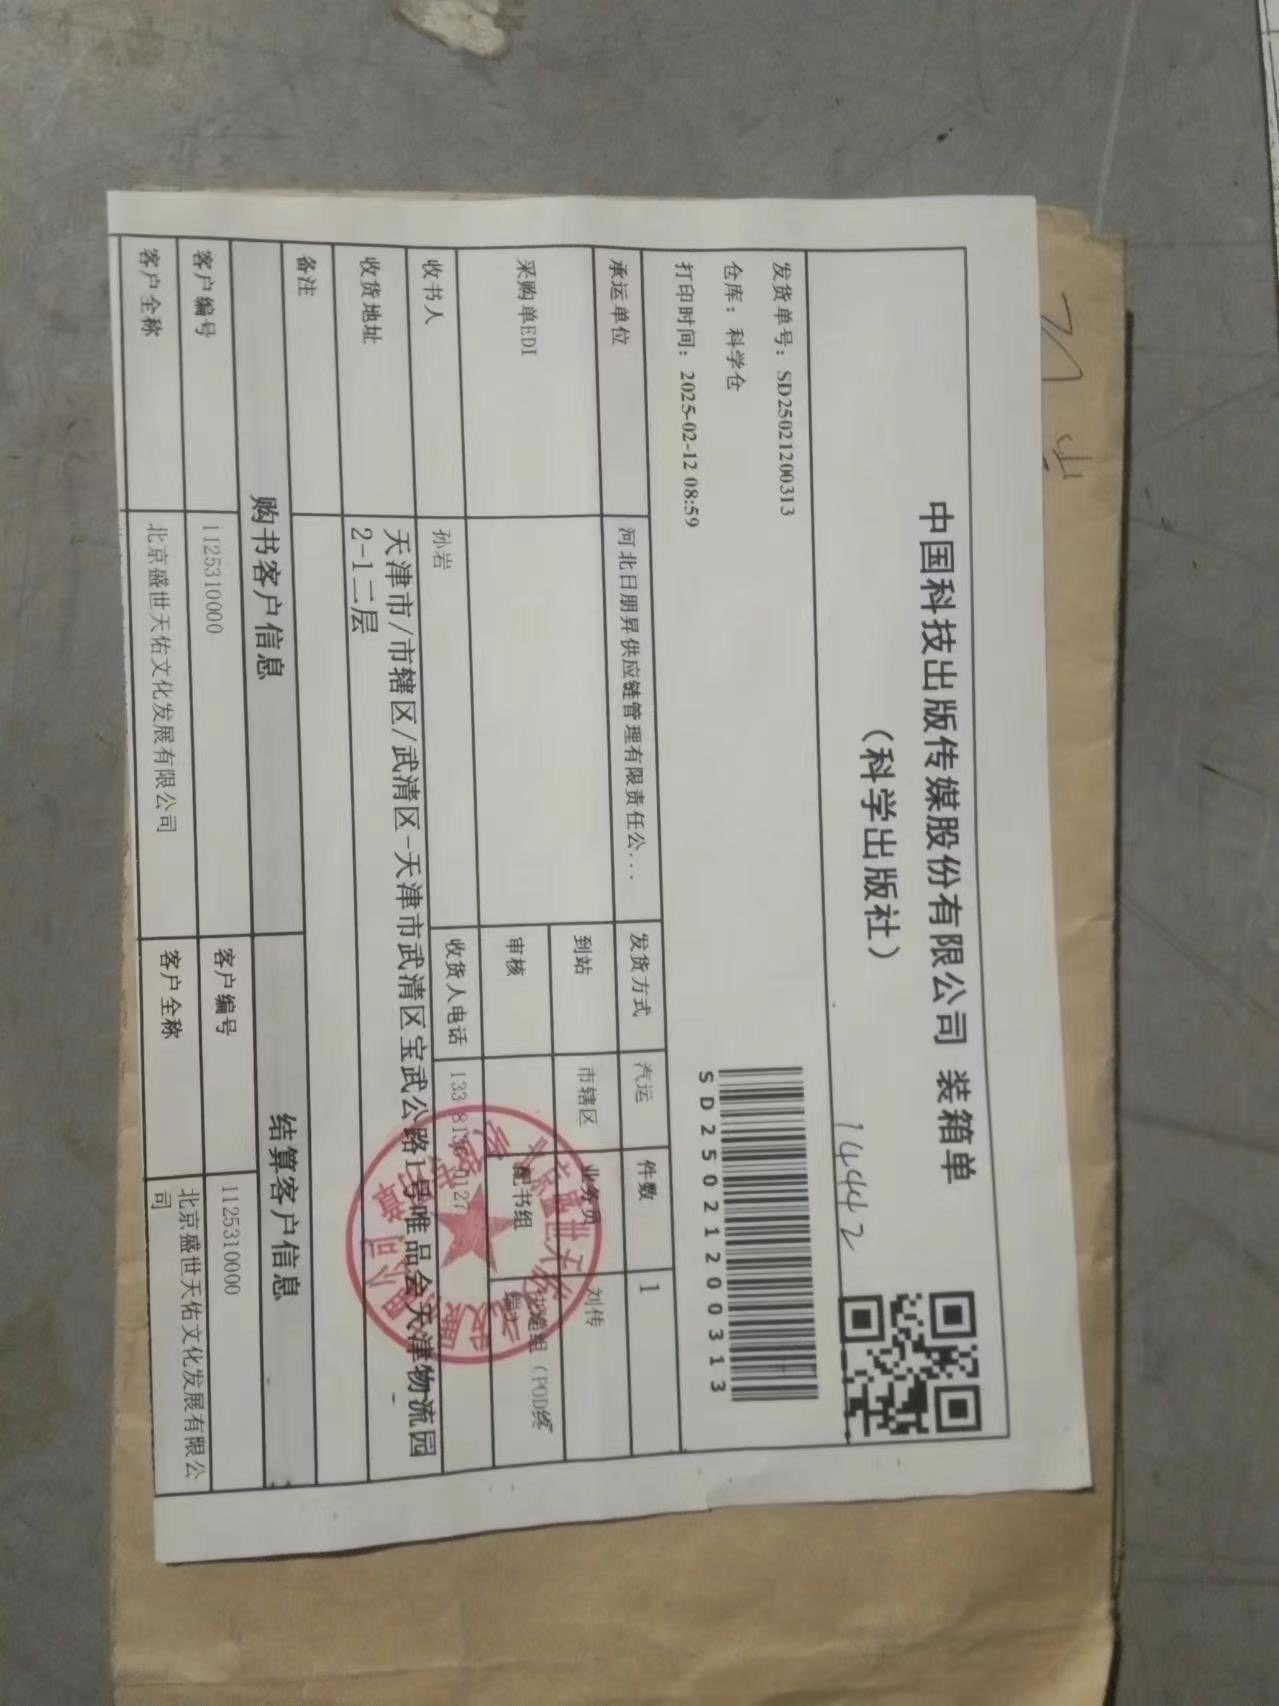 中国科技出版传媒股份有限公司 装箱单
（科学出版社）
14442
发货单号：SD2502120​0313
仓库：科学仓
打印时间：2025-02-12 08:59
SD25021200313
承运单位 河北日朋昇供应链管理有限责任公... 发货方式 汽运 件数 1
采购单EDI 到站 市辖区 业务员 刘传
审核 配书组
收书人 孙岩 收货人电话
收货地址 天津市/市辖区/武清区-天津市武清区宝武公路1号唯品会天津物流园
2-1二层
备注
购书客户信息 结算客户信息
客户编号 1125310000 客户编号 1125310000
客户全称 北京盛世天佑文化发展有限公司 客户全称 北京盛世天佑文化发展有限公
司